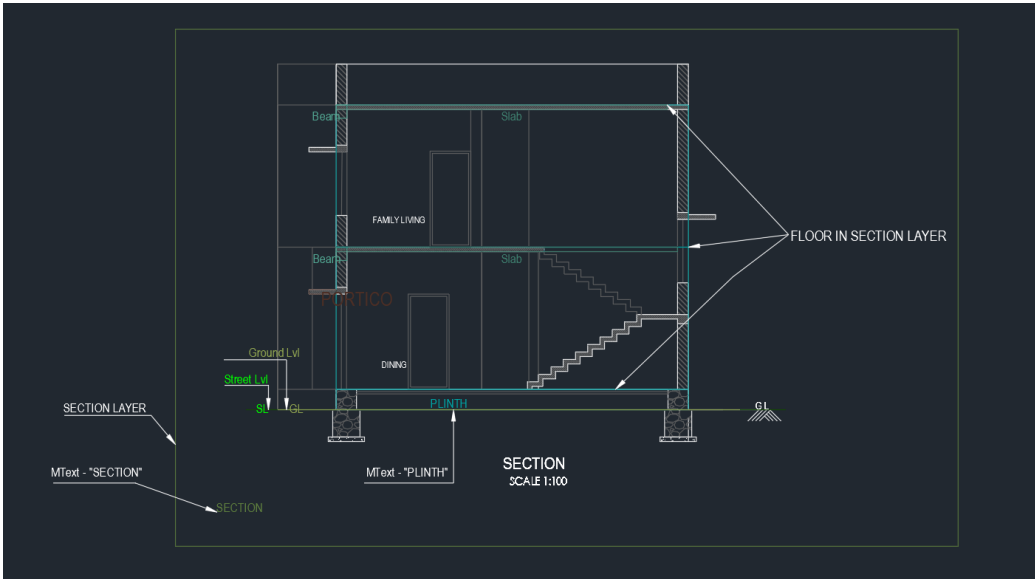 Beam
Slab
FAMILY LIVING
FLOOR IN SECTION LAYER
Beam
Slab
PORTICO
Ground Lvl
DINING
Street Lvl
SECTION LAYER
SL
GL
PLINTH
GL
SECTION
SCALE 1:100
MText - "SECTION"
MText - "PLINTH"
SECTION